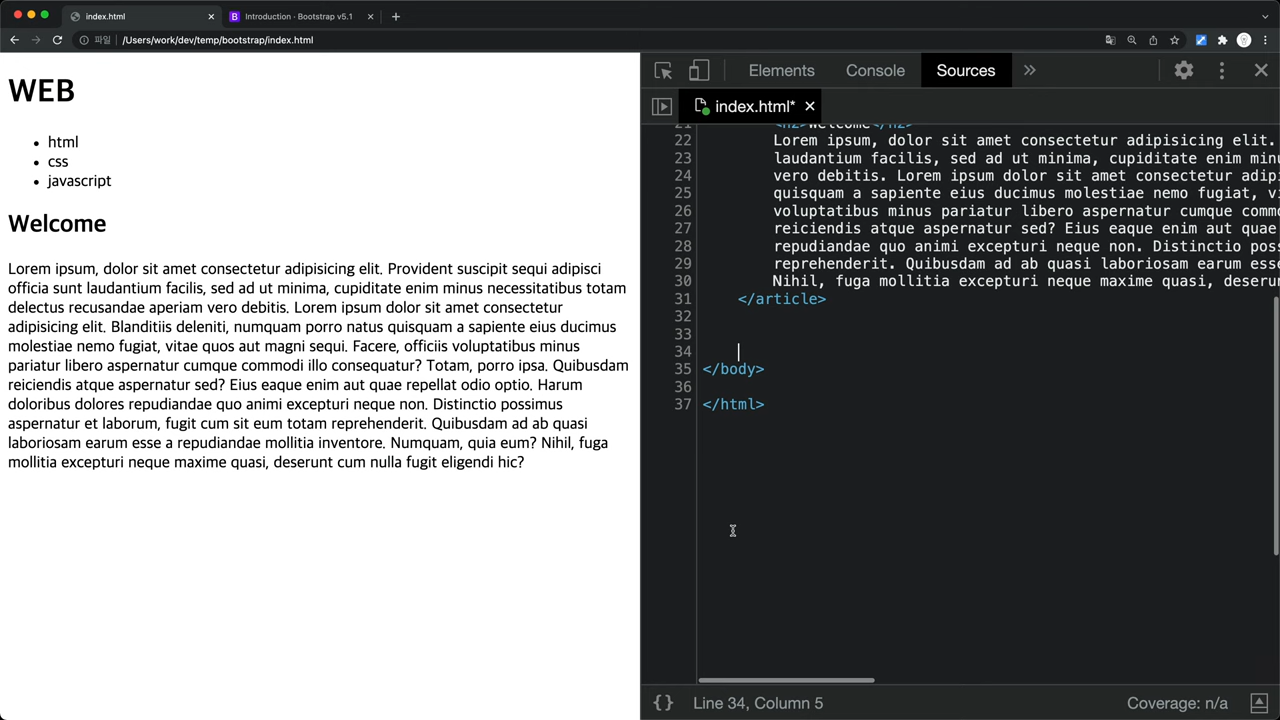 index.html
Introduction · Bootstrap v5.1
파일
/Users/work/dev/temp/bootstrap/index.html
WEB
html
css
javascript
Welcome
Lorem ipsum, dolor sit amet consectetur adipisicing elit. Provident suscipit sequi adipisci
officia sunt laudantium facilis, sed ad ut minima, cupiditate enim minus necessitatibus totam
delectus recusandae aperiam vero debitis. Lorem ipsum dolor sit amet consectetur
adipisicing elit. Blanditiis deleniti, numquam porro natus quisquam a sapiente eius ducimus
molestiae nemo fugiat, vitae quos aut magni sequi. Facere, officiis voluptatibus minus
pariatur libero aspernatur cumque commodi illo consequatur? Totam, porro ipsa. Quibusdam
reiciendis atque aspernatur sed? Eius eaque enim aut quae repellat odio optio. Harum
doloribus dolores repudiandae quo animi excepturi neque non. Distinctio possimus
aspernatur et laborum, fugit cum sit eum totam reprehenderit. Quibusdam ad ab quasi
laboriosam earum esse a repudiandae mollitia inventore. Numquam, quia eum? Nihil, fuga
mollitia excepturi neque maxime quasi, deserunt cum nulla fugit eligendi hic?
Elements Console Sources
index.html*
21 <h2>Welcome</h2>
22 Lorem ipsum, dolor sit amet consectetur adipisicing elit.
23 laudantium facilis, sed ad ut minima, cupiditate enim minu
24 vero debitis. Lorem ipsum dolor sit amet consectetur adipi
25 quisquam a sapiente eius ducimus molestiae nemo fugiat, vi
26 voluptatibus minus pariatur libero aspernatur cumque commo
27 reiciendis atque aspernatur sed? Eius eaque enim aut quae
28 repudiandae quo animi excepturi neque non. Distinctio poss
29 reprehenderit. Quibusdam ad ab quasi laboriosam earum esse
30 Nihil, fuga mollitia excepturi neque maxime quasi, deserun
31 </article>
32
33
34
35 </body>
36
37 </html>
{} Line 34, Column 5
Coverage: n/a